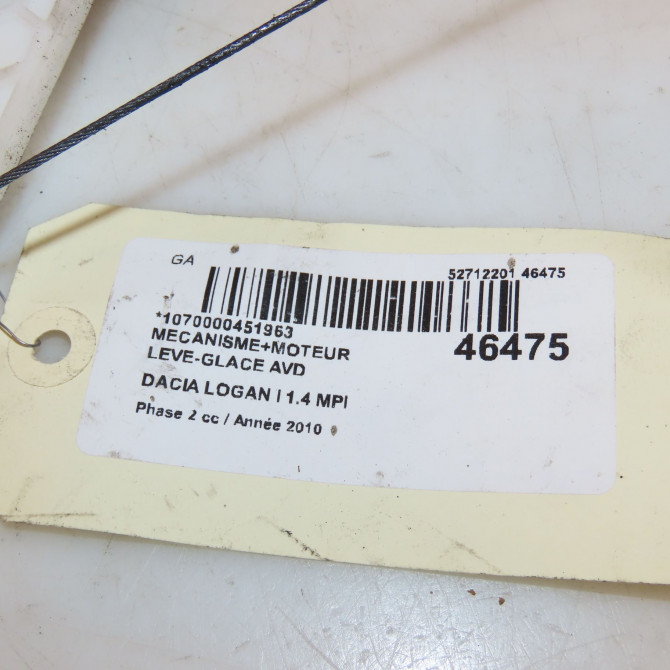 GA
52712201 46475
*1070000451963
46475
MECANISME+MOTEUR
LEVE-GLACE AVD
DACIA LOGAN I 1.4 MPI
Phase 2 cc / Année 2010